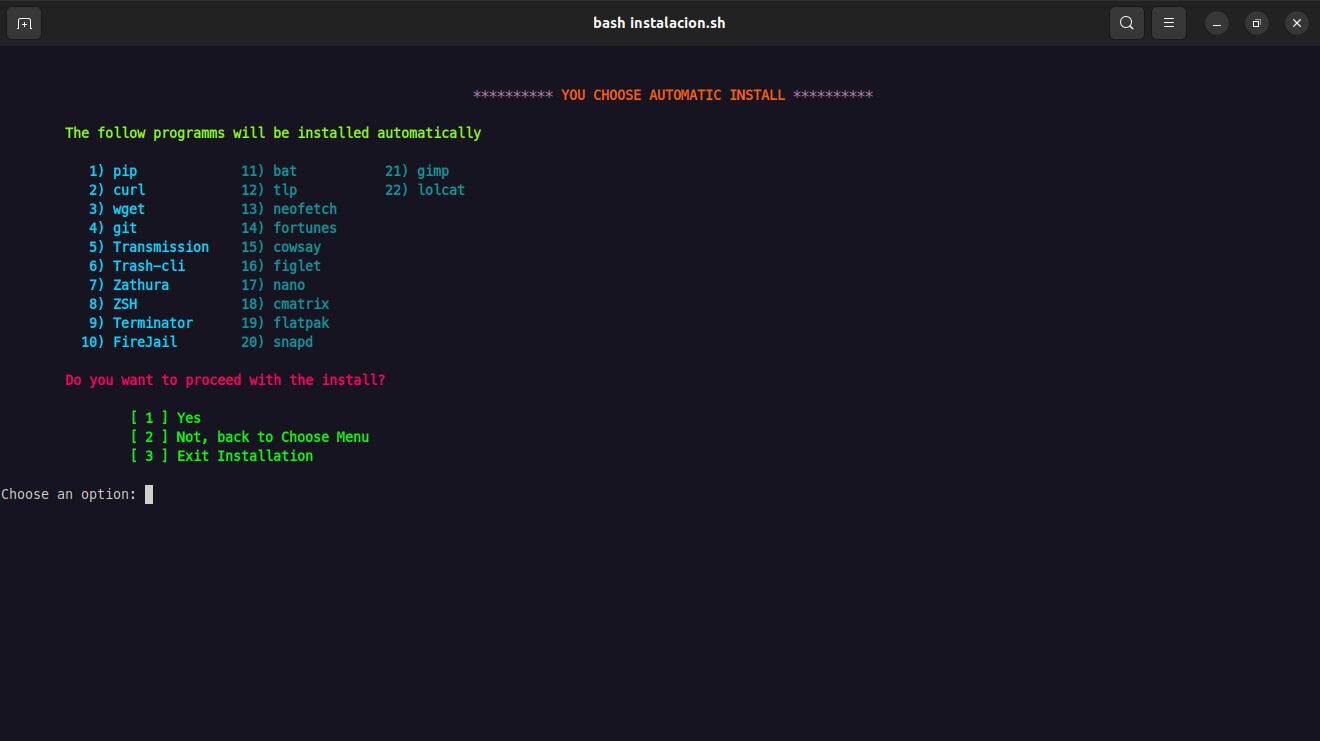 bash instalacion.sh
********** YOU CHOOSE AUTOMATIC INSTALL **********
The follow programms will be installed automatically
1) pip 11) bat 21) gimp
2) curl 12) tlp 22) lolcat
3) wget 13) neofetch
4) git 14) fortunes
5) Transmission 15) cowsay
6) Trash-cli 16) figlet
7) Zathura 17) nano
8) ZSH 18) cmatrix
9) Terminator 19) flatpak
10) FireJail 20) snapd
Do you want to proceed with the install?
[ 1 ] Yes
[ 2 ] Not, back to Choose Menu
[ 3 ] Exit Installation
Choose an option: